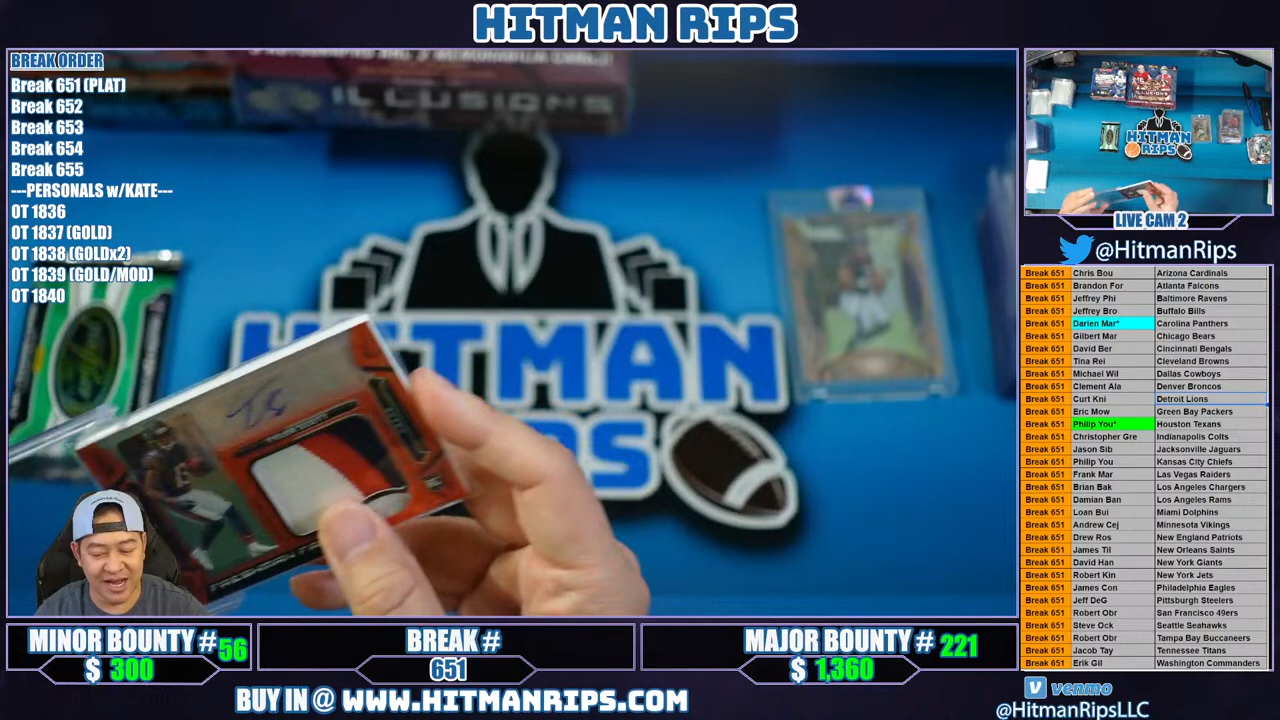 HITMAN RIPS
BREAK ORDER
Break 651 (PLAT)
Break 652
Break 653
Break 654
Break 655
---PERSONALS w/KATE---
OT 1836
OT 1837 (GOLD)
OT 1838 (GOLDx2)
OT 1839 (GOLD/MOD)
OT 1840
ILLUSIONS
HITMAN
RIPS
ILLUSIONS
HITMAN
RIPS
LIVE CAM 2
@HitmanRips
Break 651 Chris Bou Arizona Cardinals
Break 651 Brandon For Atlanta Falcons
Break 651 Jeffrey Phi Baltimore Ravens
Break 651 Jeffrey Bro Buffalo Bills
Break 651 Darien Mar* Carolina Panthers
Break 651 Gilbert Mar Chicago Bears
Break 651 David Ber Cincinnati Bengals
Break 651 Tina Rei Cleveland Browns
Break 651 Michael Wil Dallas Cowboys
Break 651 Clement Ala Denver Broncos
Break 651 Curt Kni Detroit Lions
Break 651 Eric Mow Green Bay Packers
Break 651 Philip You* Houston Texans
Break 651 Christopher Gre Indianapolis Colts
Break 651 Jason Sib Jacksonville Jaguars
Break 651 Philip You Kansas City Chiefs
Break 651 Frank Mar Las Vegas Raiders
Break 651 Brian Bak Los Angeles Chargers
Break 651 Damian Ban Los Angeles Rams
Break 651 Loan Bui Miami Dolphins
Break 651 Andrew Cej Minnesota Vikings
Break 651 Drew Ros New England Patriots
Break 651 James Til New Orleans Saints
Break 651 David Han New York Giants
Break 651 Robert Kin New York Jets
Break 651 James Con Philadelphia Eagles
Break 651 Jeff DeG Pittsburgh Steelers
Break 651 Robert Obr San Francisco 49ers
Break 651 Steve Ock Seattle Seahawks
Break 651 Robert Obr Tampa Bay Buccaneers
Break 651 Jacob Tay Tennessee Titans
Break 651 Erik Gil Washington Commanders
MINOR BOUNTY # 56
$ 300
BREAK #
651
MAJOR BOUNTY # 221
$ 1,360
BUY IN @ WWW.HITMANRIPS.COM
venmo
@HitmanRipsLLC